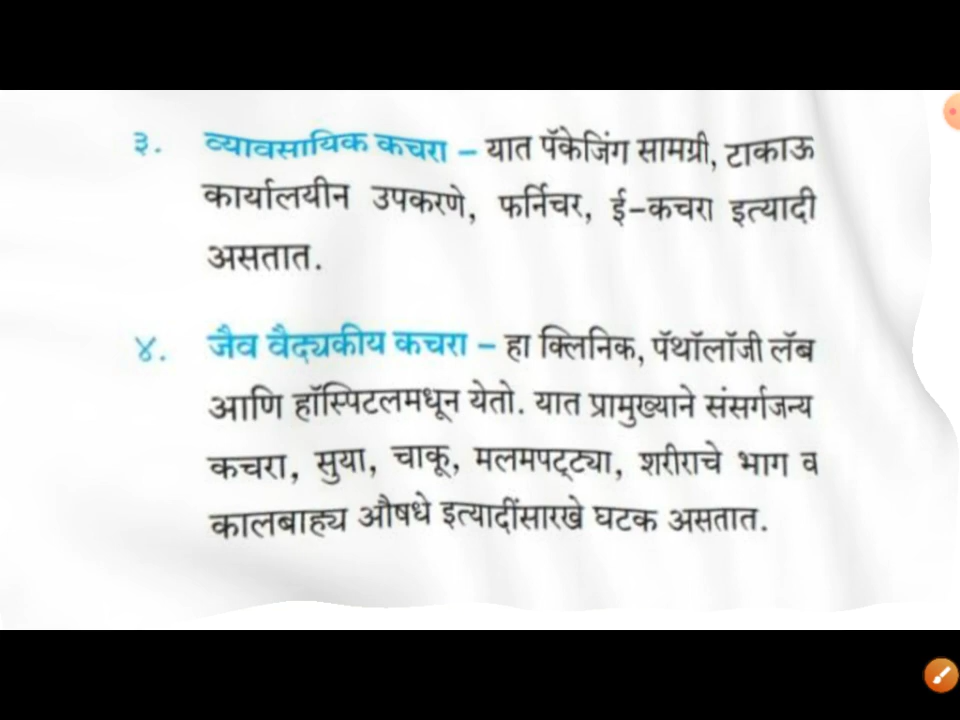 ३. व्यावसायिक कचरा – यात पॅकेजिंग सामग्री, टाकाऊ
कार्यालयीन उपकरणे, फर्निचर, ई-कचरा इत्यादी
असतात.
४. जैव वैद्यकीय कचरा – हा क्लिनिक, पॅथॉलॉजी लॅब
आणि हॉस्पिटलमधून येतो. यात प्रामुख्याने संसर्गजन्य
कचरा, सुया, चाकू, मलमपट्ट्या, शरीराचे भाग व
कालबाह्य औषधे इत्यादींसारखे घटक असतात.